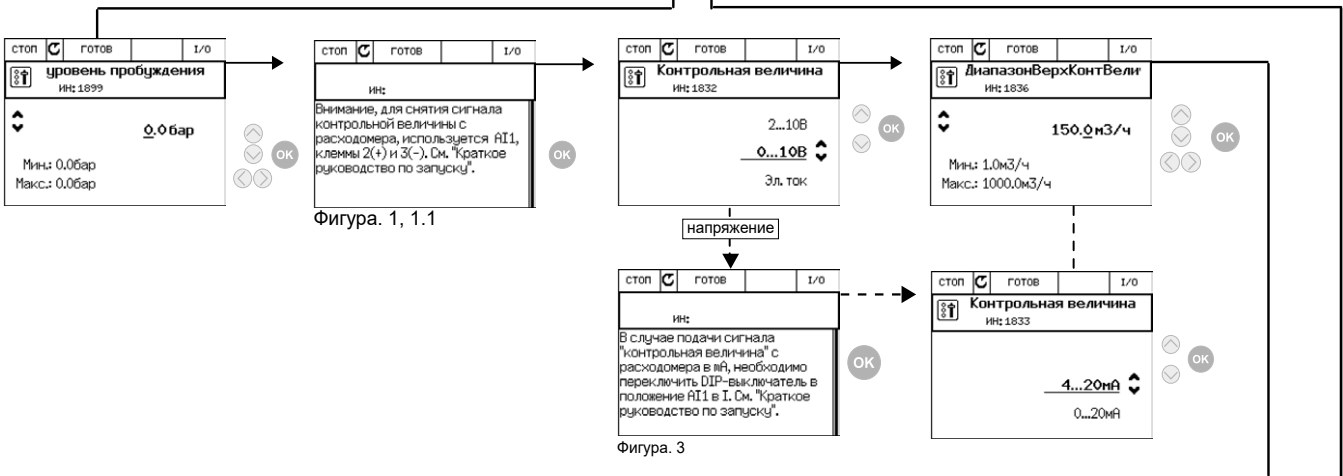 СТОП ГОТОВ I/O
уровень пробуждения
ИН: 1899
0.0 бар
Мин.: 0.0бар
Макс.: 0.0бар
OK
СТОП ГОТОВ I/O
ИН:
Внимание, для снятия сигнала
контрольной величины с
расходомера, используется AI1,
клеммы 2(+) и 3(-). См. "Краткое
руководство по запуску".
OK
Фигура. 1, 1.1
СТОП ГОТОВ I/O
Контрольная величина
ИН: 1832
2...10В
0...10В
Эл. ток
OK
СТОП ГОТОВ I/O
ДиапазонВерхКонтВели
ИН: 1836
150.0 м3/ч
Мин.: 1.0м3/ч
Макс.: 1000.0м3/ч
OK
напряжение
СТОП ГОТОВ I/O
ИН:
В случае подачи сигнала
"контрольная величина" с
расходомера в mA, необходимо
переключить DIP-выключатель в
положение AI1 в I. См. "Краткое
руководство по запуску".
OK
Фигура. 3
СТОП ГОТОВ I/O
Контрольная величина
ИН: 1833
4...20мА
0...20мА
OK